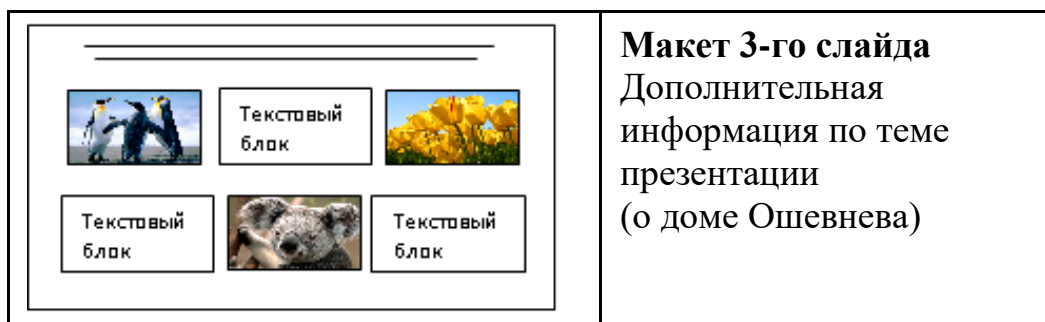 Текстовый
блок
Текстовый
блок
Текстовый
блок
Макет 3-го слайда
Дополнительная
информация по теме
презентации
(о доме Ошевнева)